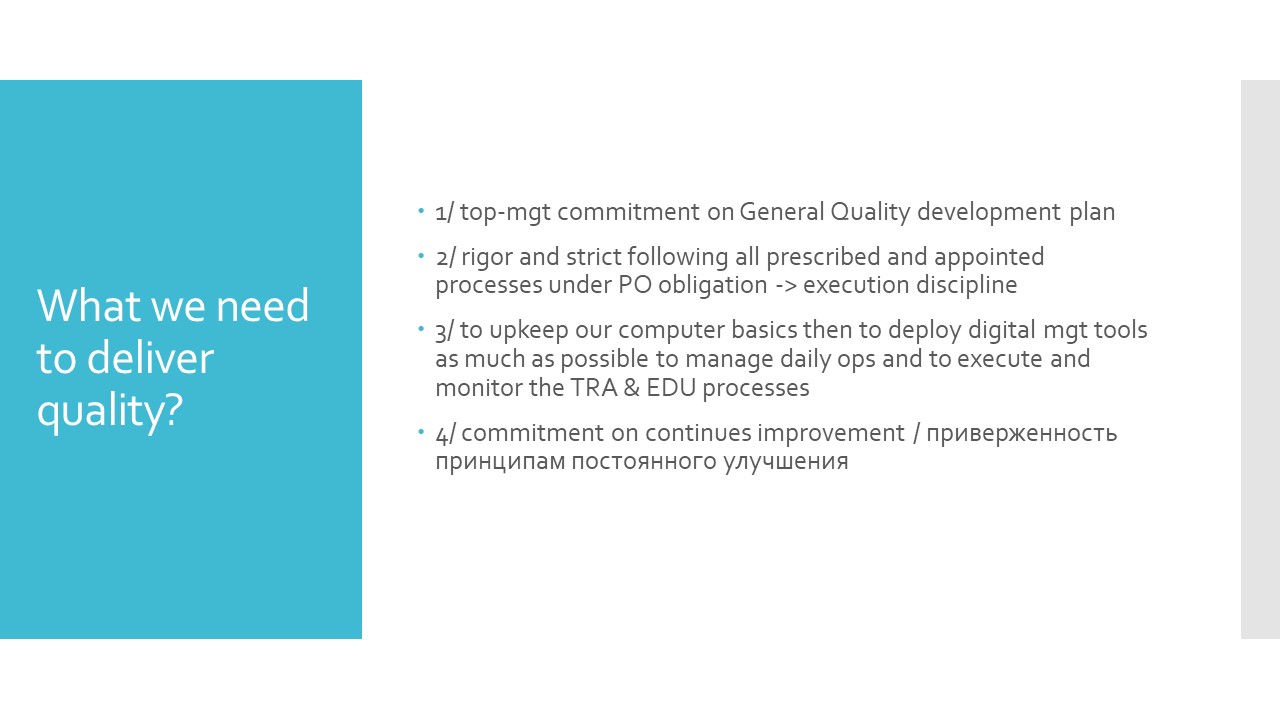 What we need
to deliver
quality?
• 1/ top-mgt commitment on General Quality development plan
• 2/ rigor and strict following all prescribed and appointed
processes under PO obligation -> execution discipline
• 3/ to upkeep our computer basics then to deploy digital mgt tools
as much as possible to manage daily ops and to execute and
monitor the TRA & EDU processes
• 4/ commitment on continues improvement / приверженность
принципам постоянного улучшения